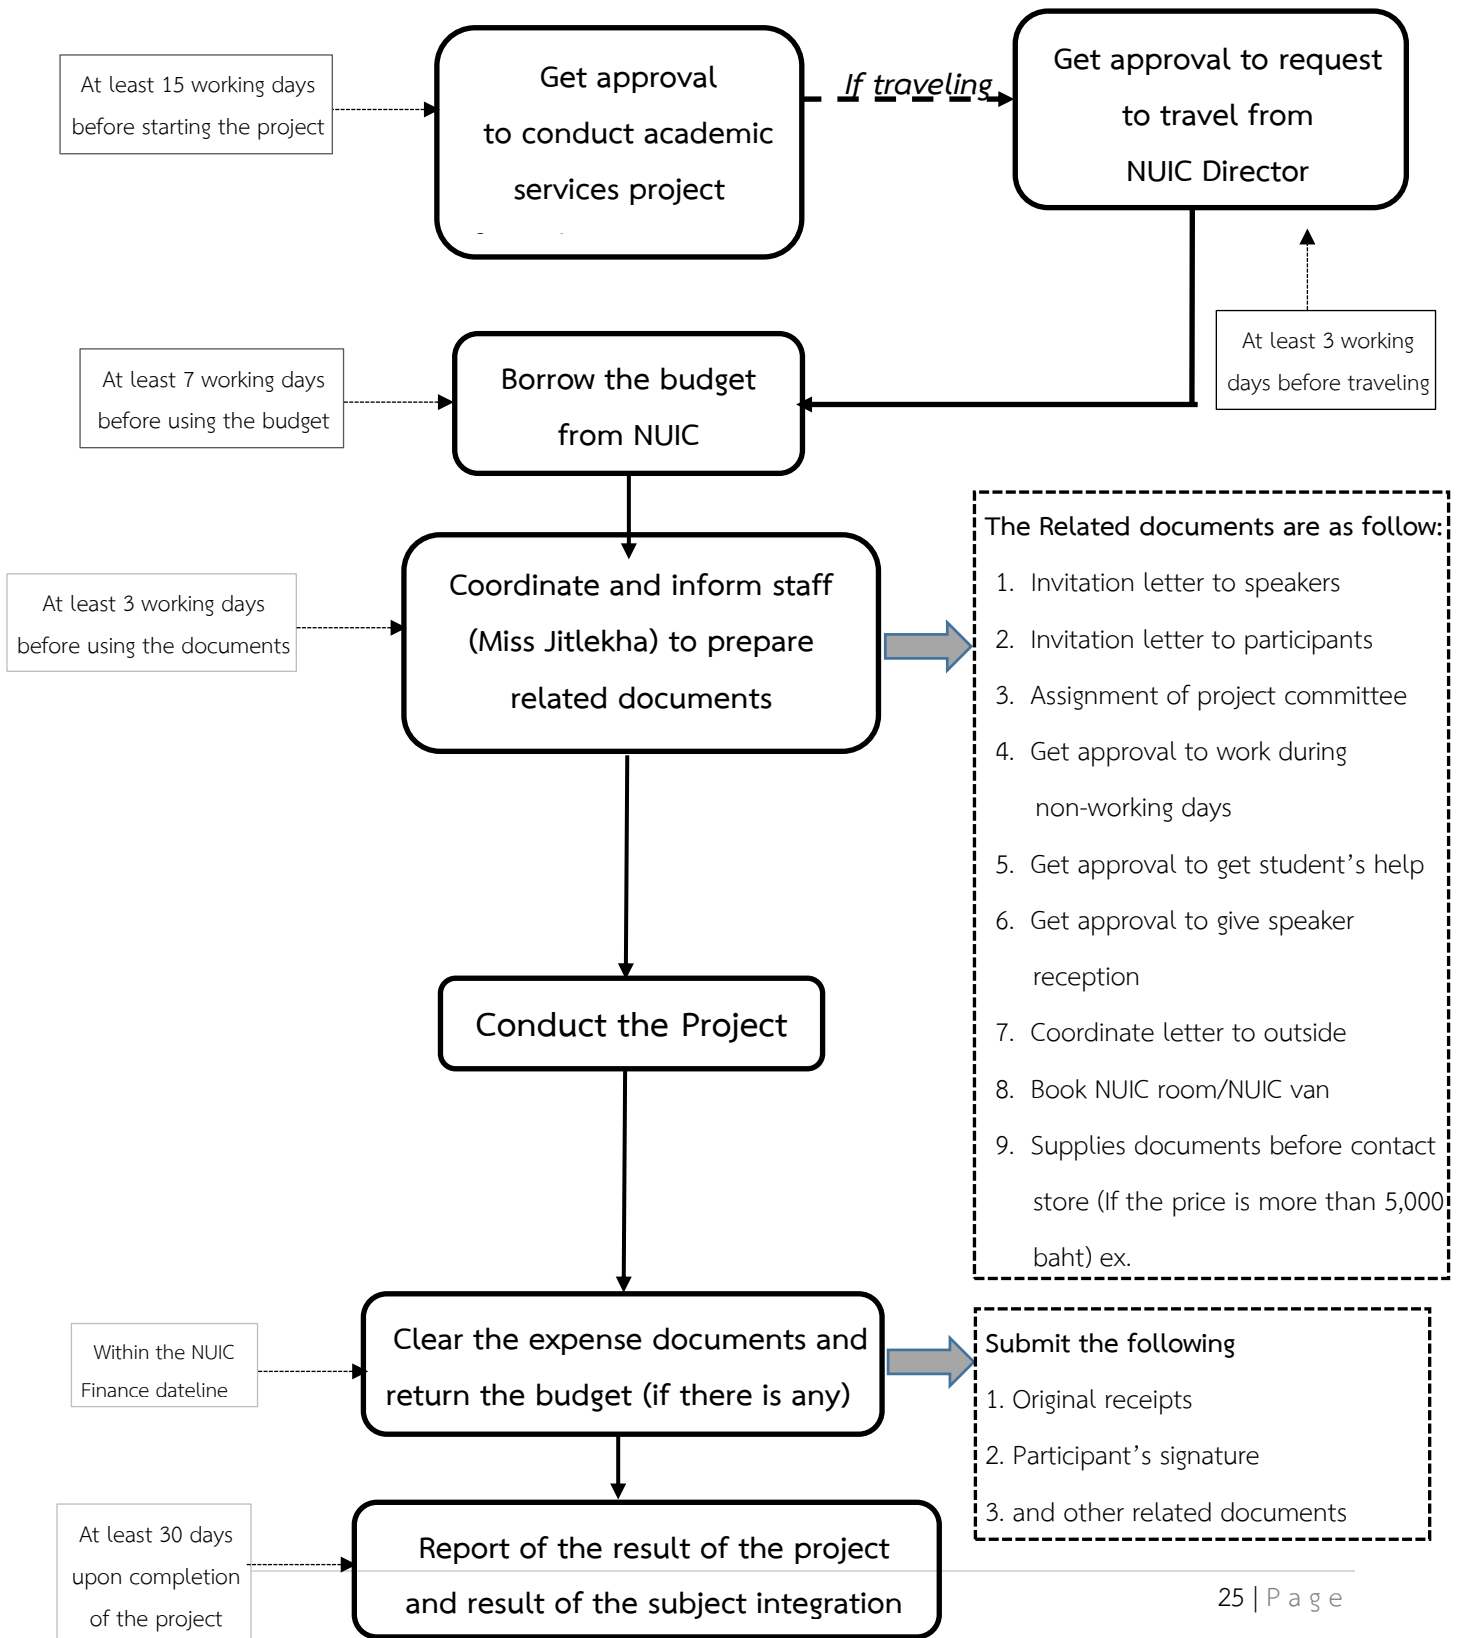 At least 15 working days
before starting the project
Get approval
to conduct academic
services project
If traveling
Get approval to request
to travel from
NUIC Director
At least 3 working
days before traveling
At least 7 working days
before using the budget
Borrow the budget
from NUIC
At least 3 working days
before using the documents
Coordinate and inform staff
(Miss Jitlekha) to prepare
related documents
The Related documents are as follow:
1. Invitation letter to speakers
2. Invitation letter to participants
3. Assignment of project committee
4. Get approval to work during
non-working days
5. Get approval to get student’s help
6. Get approval to give speaker
reception
7. Coordinate letter to outside
8. Book NUIC room/NUIC van
9. Supplies documents before contact
store (If the price is more than 5,000
baht) ex.
Conduct the Project
Within the NUIC
Finance dateline
Clear the expense documents and
return the budget (if there is any)
Submit the following
1. Original receipts
2. Participant’s signature
3. and other related documents
At least 30 days
upon completion
of the project
Report of the result of the project
and result of the subject integration
25 | Page